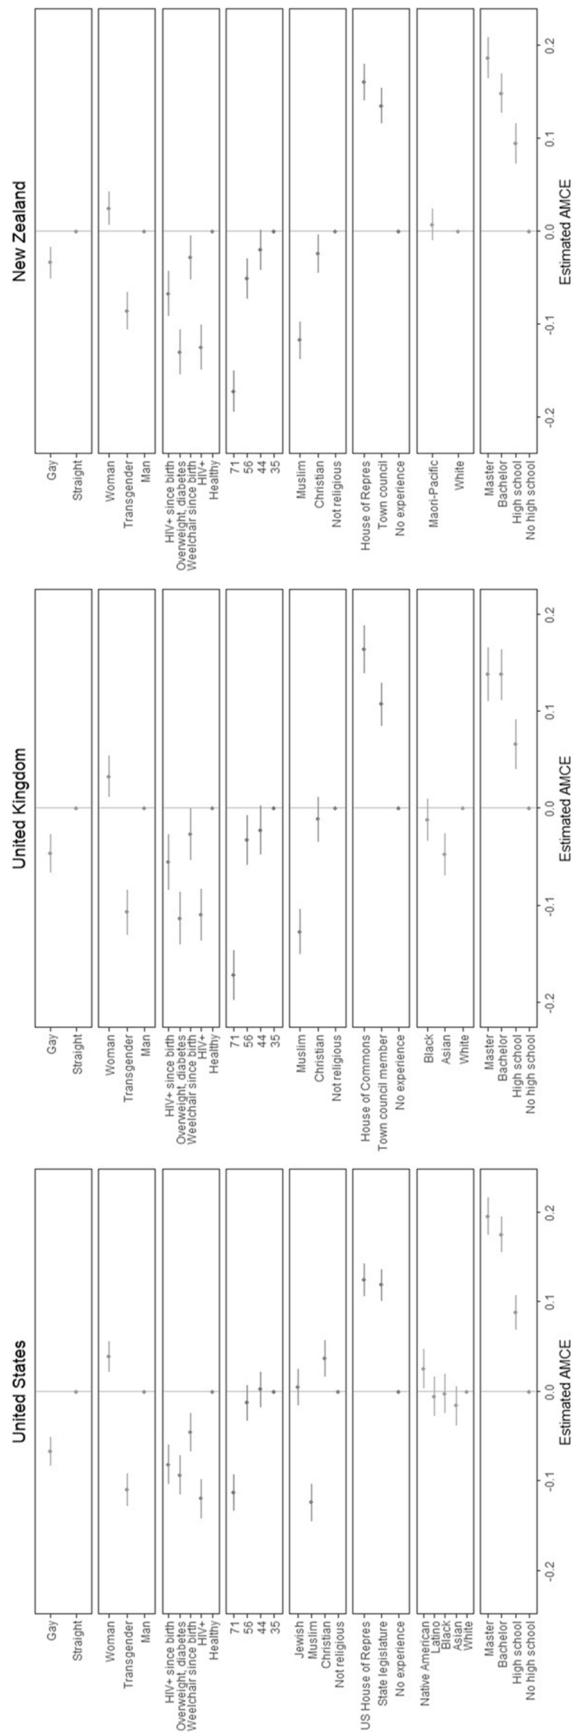 United States
Gay
Straight
Woman
Transgender
Man
HIV+ since birth
Overweight, diabetes
Weelchair since birth
HIV+
Healthy
71
56
44
35
Jewish
Muslim
Christian
Not religious
US House of Repres
State legislature
No experience
Native American
Latino
Black
Asian
White
Master
Bachelor
High school
No high school
-0.2 -0.1 0.0 0.1 0.2
Estimated AMCE
United Kingdom
Gay
Straight
Woman
Transgender
Man
HIV+ since birth
Overweight, diabetes
Weelchair since birth
HIV+
Healthy
71
56
44
35
Muslim
Christian
Not religious
House of Commons
Town council member
No experience
Black
Asian
White
Master
Bachelor
High school
No high school
-0.2 -0.1 0.0 0.1 0.2
Estimated AMCE
New Zealand
Gay
Straight
Woman
Transgender
Man
HIV+ since birth
Overweight, diabetes
Weelchair since birth
HIV+
Healthy
71
56
44
35
Muslim
Christian
Not religious
House of Repres
Town council
No experience
Maori-Pacific
White
Master
Bachelor
High school
No high school
-0.2 -0.1 0.0 0.1 0.2
Estimated AMCE